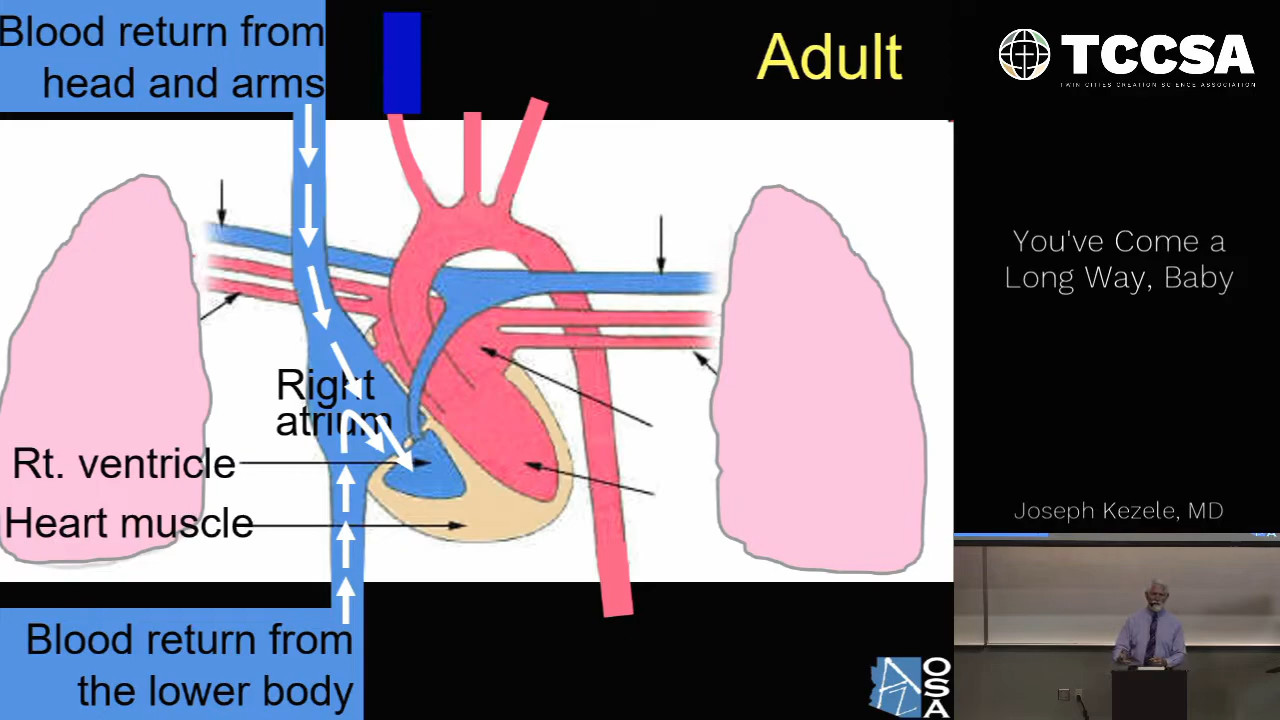 Blood return from
head and arms
Adult
TCCSA
TWIN CITIES CREATION SCIENCE ASSOCIATION
You've Come a
Long Way, Baby
Right
atrium
Rt. ventricle
Heart muscle
Joseph Kezele, MD
Blood return from
the lower body
AZ
OSA